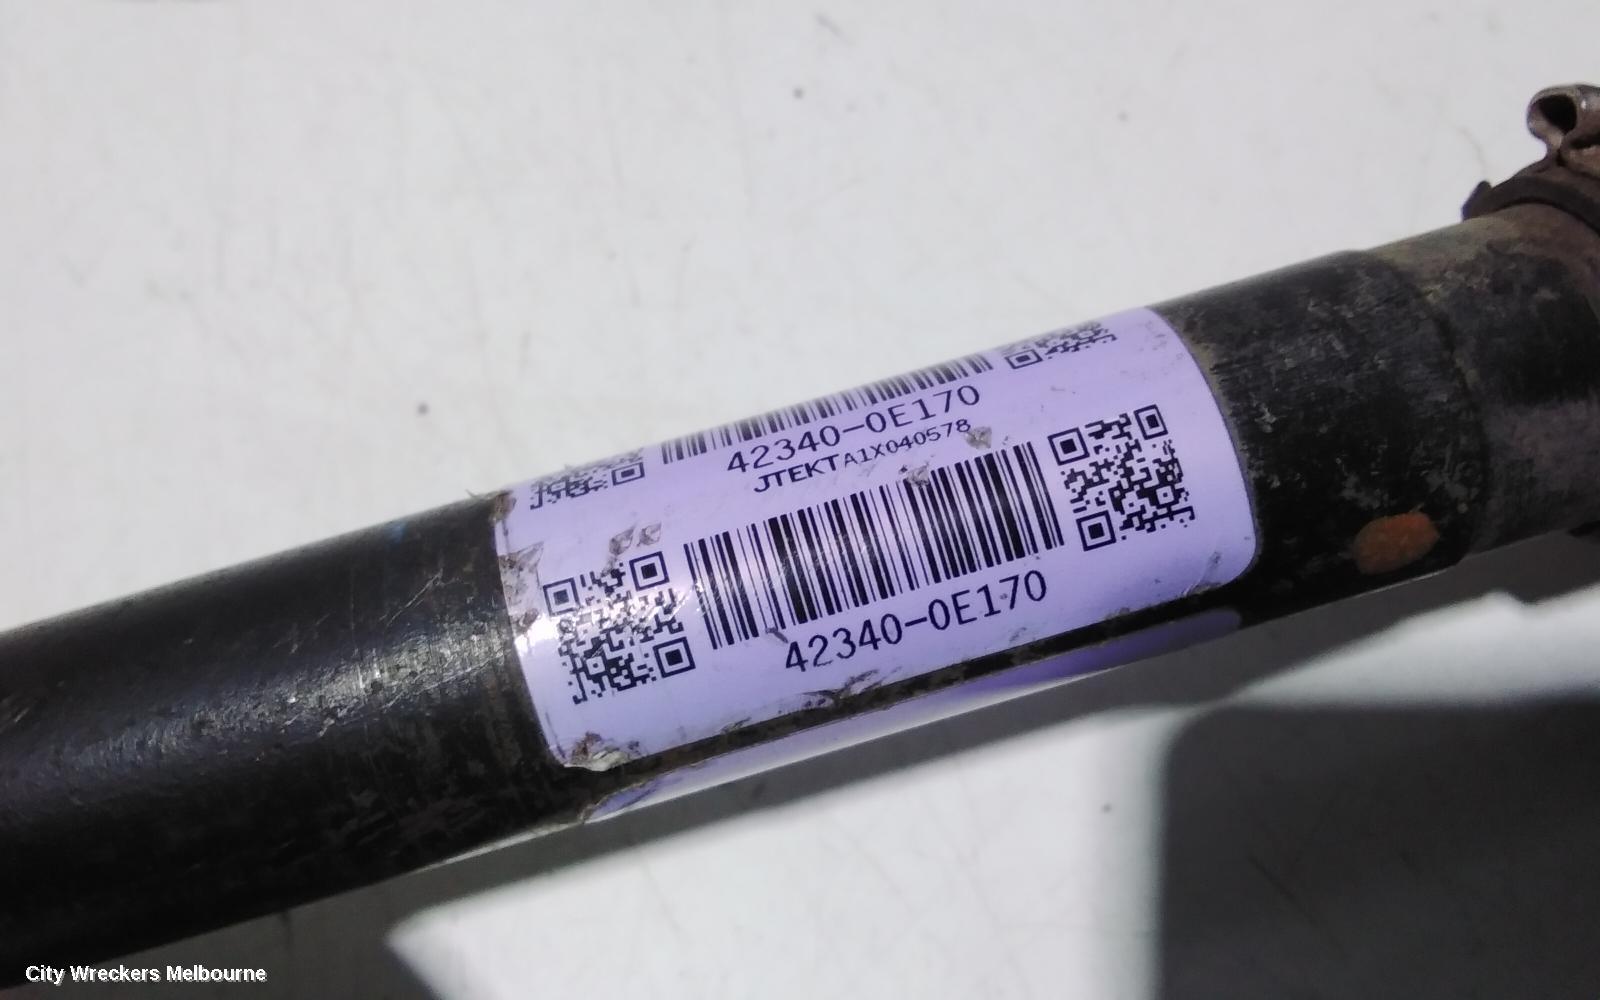 42340-0E170
JTEKTA1X040578
42340-0E170
City Wreckers Melbourne